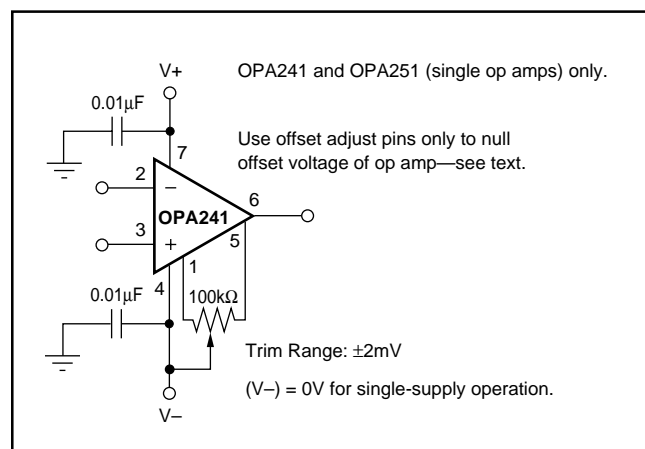 V+
OPA241 and OPA251 (single op amps) only.
0.01µF
Use offset adjust pins only to null
offset voltage of op amp—see text.
7
2
–
6
OPA241
3
+
5
1
4
100kΩ
0.01µF
Trim Range: ±2mV
(V–) = 0V for single-supply operation.
V–